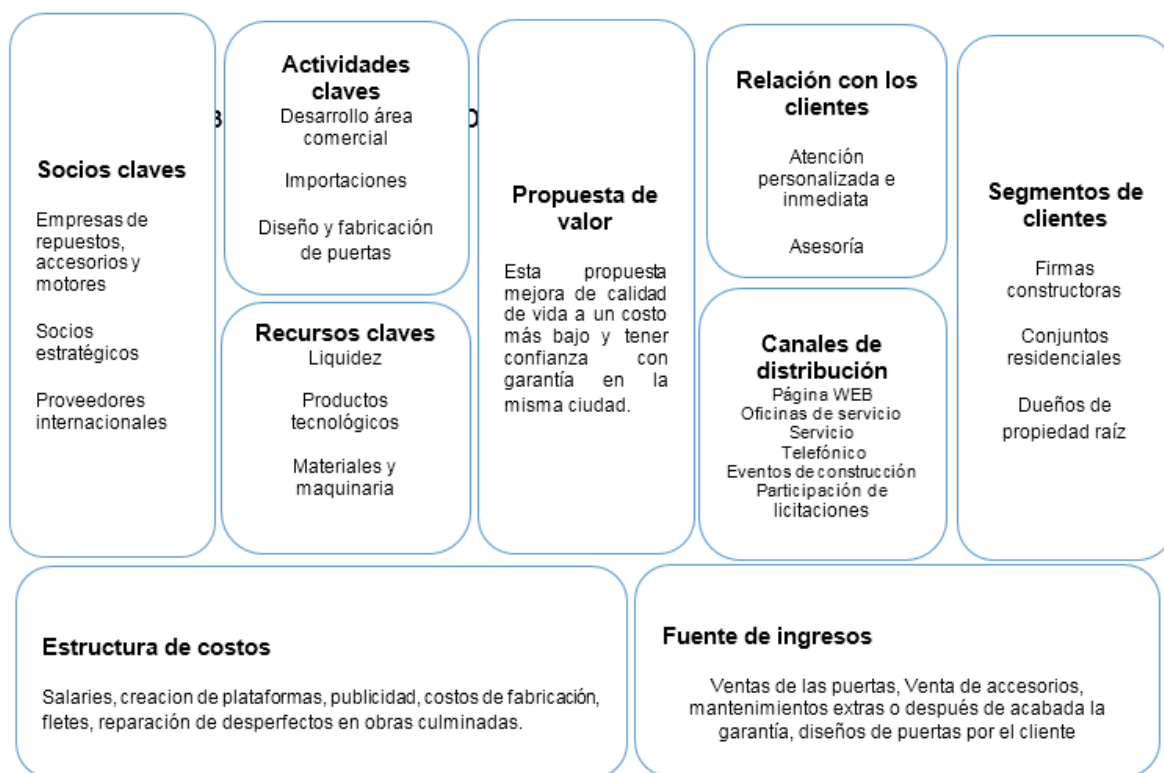 Socios claves
Empresas de
repuestos,
accesorios y
motores
Socios
estratégicos
Proveedores
internacionales
Actividades
claves
Desarrollo área
comercial
Importaciones
Diseño y fabricación
de puertas
Recursos claves
Liquidez
Productos
tecnológicos
Materiales y
maquinaria
Propuesta de
valor
Esta propuesta
mejora de calidad
de vida a un costo
más bajo y tener
confianza con
garantía en la
misma ciudad.
Relación con los
clientes
Atención
personalizada e
inmediata
Asesoría
Canales de
distribución
Página WEB
Oficinas de servicio
Servicio
Telefónico
Eventos de construcción
Participación de
licitaciones
Segmentos de
clientes
Firmas
constructoras
Conjuntos
residenciales
Dueños de
propiedad raíz
Estructura de costos
Salaries, creacion de plataformas, publicidad, costos de fabricación,
fletes, reparación de desperfectos en obras culminadas.
Fuente de ingresos
Ventas de las puertas, Venta de accesorios,
mantenimientos extras o después de acabada la
garantía, diseños de puertas por el cliente